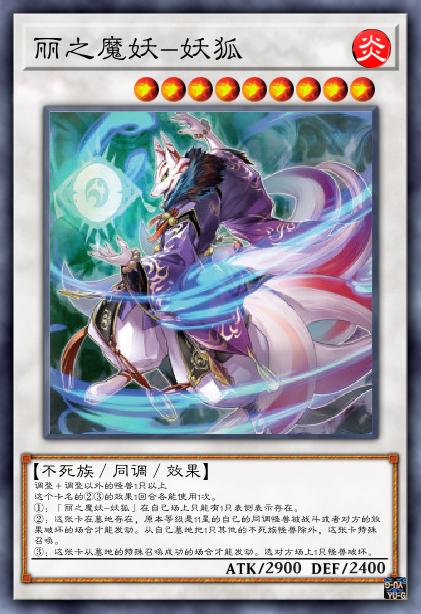 丽之魔妖-妖狐
炎
【不死族／同调／效果】
调整＋调整以外的怪兽1只以上
这个卡名的②③的效果1回合各能使用1次。
①：「丽之魔妖-妖狐」在自己场上只能有1只表侧表示存在。
②：这张卡在墓地存在，原本等级是11星的自己的同调怪兽被战斗或者对方的效
果破坏的场合才能发动。从自己墓地把1只其他的不死族怪兽除外，这张卡特殊
召唤。
③：这张卡从墓地的特殊召唤成功的场合才能发动。选对方场上1只怪兽破坏。
ATK/2900 DEF/2400